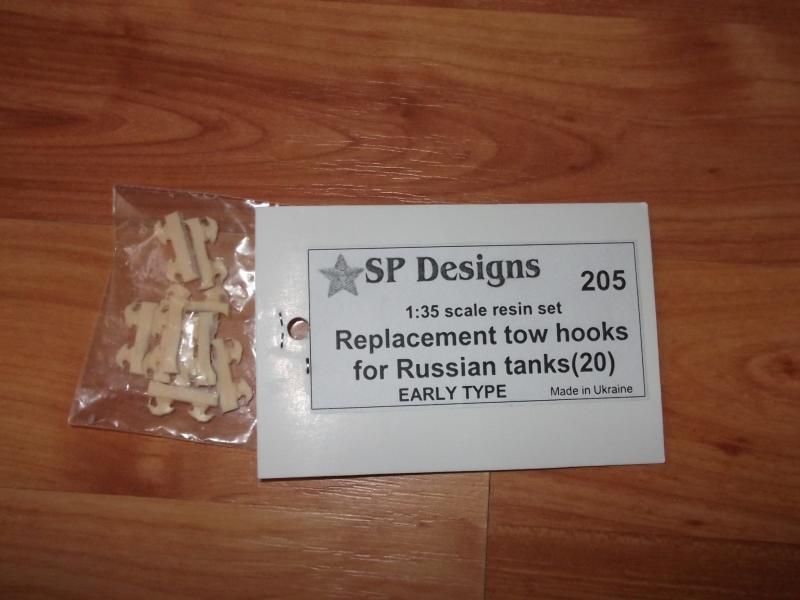 SP Designs
205
1:35 scale resin set
Replacement tow hooks
for Russian tanks(20)
EARLY TYPE
Made in Ukraine